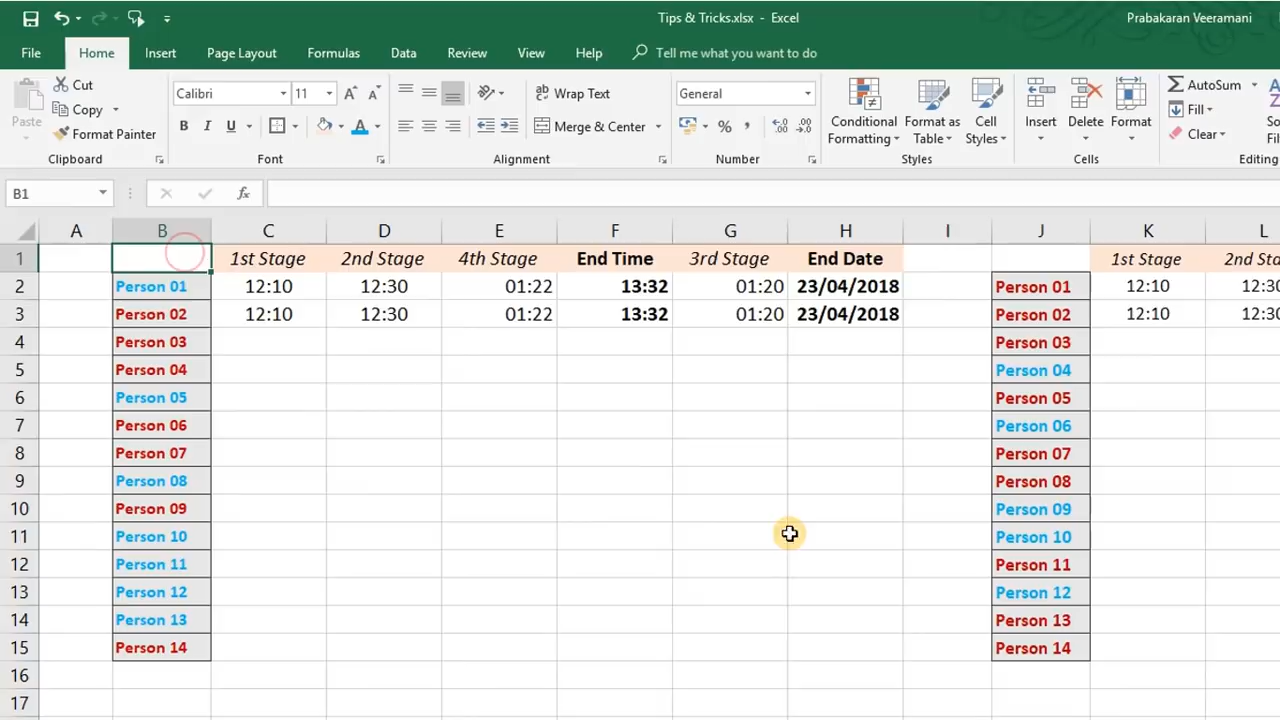 Tips & Tricks.xlsx - Excel
Prabakaran Veeramani
File Home Insert Page Layout Formulas Data Review View Help Tell me what you want to do
Paste
Cut
Copy
Format Painter
Clipboard
Calibri 11
B I U
Font
Wrap Text
Merge & Center
Alignment
General
%
Number
Conditional Formatting
Format as Table
Cell Styles
Styles
Insert Delete Format
Cells
AutoSum
Fill
Clear
So
Fil
Editing
B1 fx
A B C D E F G H I J K L
1 1st Stage 2nd Stage 4th Stage End Time 3rd Stage End Date 1st Stage 2nd Sta
2 Person 01 12:10 12:30 01:22 13:32 01:20 23/04/2018 Person 01 12:10 12:30
3 Person 02 12:10 12:30 01:22 13:32 01:20 23/04/2018 Person 02 12:10 12:30
4 Person 03 Person 03
5 Person 04 Person 04
6 Person 05 Person 05
7 Person 06 Person 06
8 Person 07 Person 07
9 Person 08 Person 08
10 Person 09 Person 09
11 Person 10 Person 10
12 Person 11 Person 11
13 Person 12 Person 12
14 Person 13 Person 13
15 Person 14 Person 14
16
17